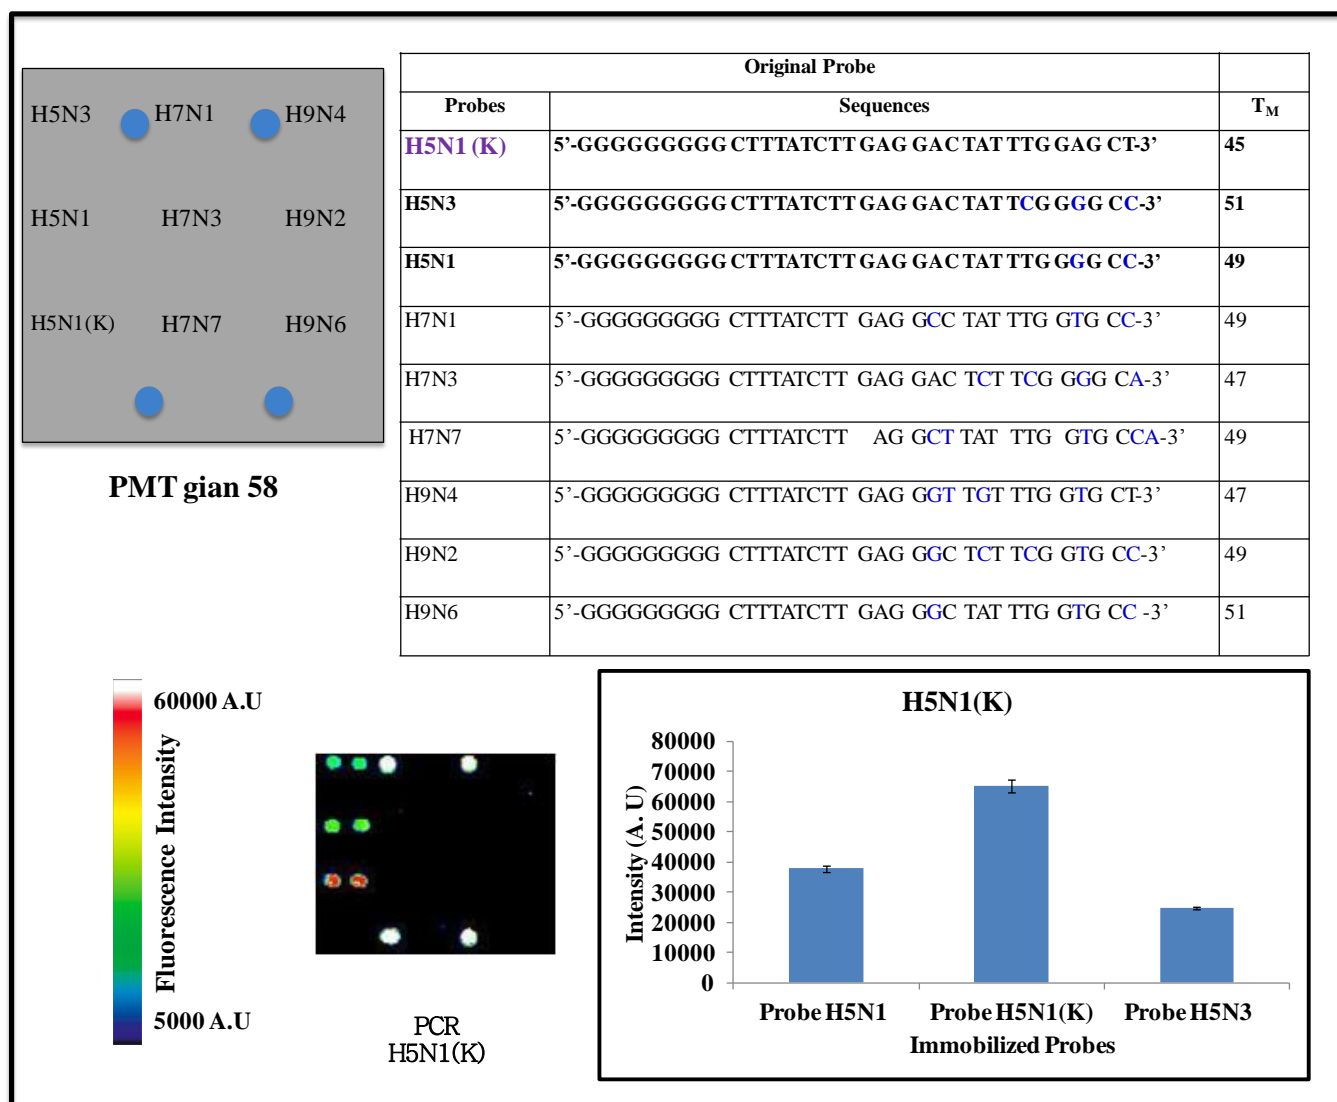 H5N3 H7N1 H9N4
H5N1 H7N3 H9N2
H5N1(K) H7N7 H9N6
PMT gian 58
Original Probe
Probes Sequences TM
H5N1 (K) 5’-GGGGGGGGG CTTTATCTT GAG GACTAT TTG GAG CT-3’ 45
H5N3 5’-GGGGGGGGG CTTTATCTT GAG GACTAT TCG GGG CC-3’ 51
H5N1 5’-GGGGGGGGG CTTTATCTT GAG GACTAT TTG GGG CC-3’ 49
H7N1 5’-GGGGGGGGG CTTTATCTT GAG GCC TAT TTG GTG CC-3’ 49
H7N3 5’-GGGGGGGGG CTTTATCTT GAG GAC TCT TCG GGG CA-3’ 47
H7N7 5’-GGGGGGGGG CTTTATCTT AG GCT TAT TTG GTG CCA-3’ 49
H9N4 5’-GGGGGGGGG CTTTATCTT GAG GGT TGT TTG GTG CT-3’ 47
H9N2 5’-GGGGGGGGG CTTTATCTT GAG GGC TCT TCG GTG CC-3’ 49
H9N6 5’-GGGGGGGGG CTTTATCTT GAG GGC TAT TTG GTG CC -3’ 51
60000 A.U
Fluorescence Intensity
5000 A.U
PCR
H5N1(K)
H5N1(K)
Intensity (A. U)
80000
70000
60000
50000
40000
30000
20000
10000
0
Probe H5N1 Probe H5N1(K) Probe H5N3
Immobilized Probes